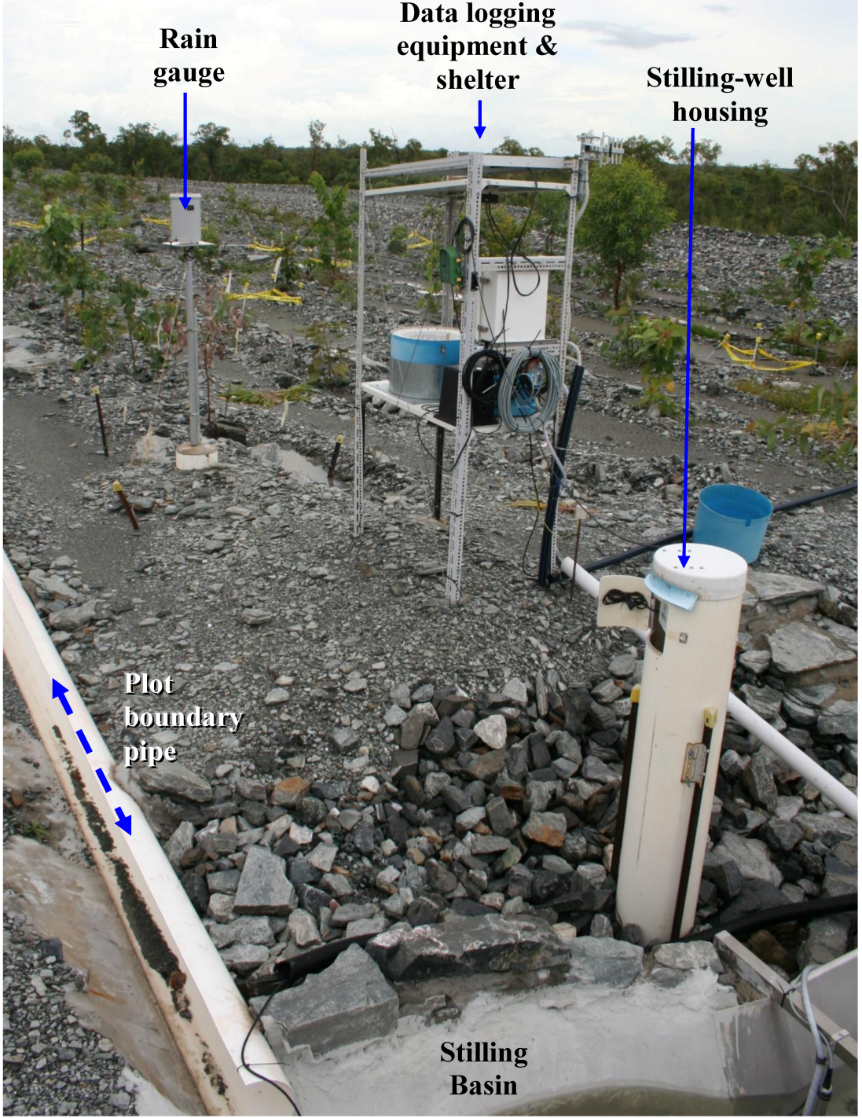 Rain
gauge
Data logging
equipment &
shelter
Stilling-well
housing
Plot
boundary
pipe
Stilling
Basin